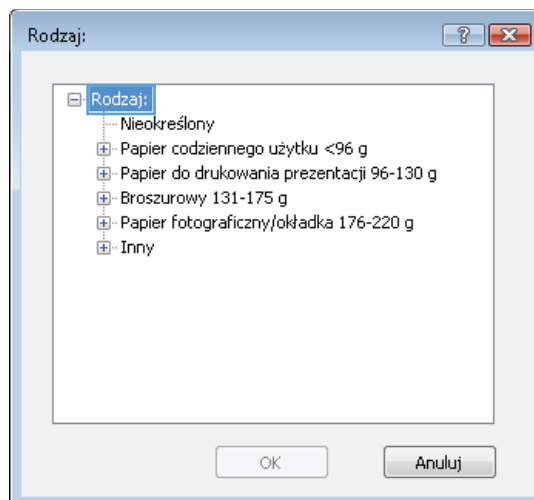 Rodzaj:
Rodzaj:
Nieokreślony
Papier codziennego użytku <96 g
Papier do drukowania prezentacji 96-130 g
Broszurowy 131-175 g
Papier fotograficzny/okładka 176-220 g
Inny
OK Anuluj